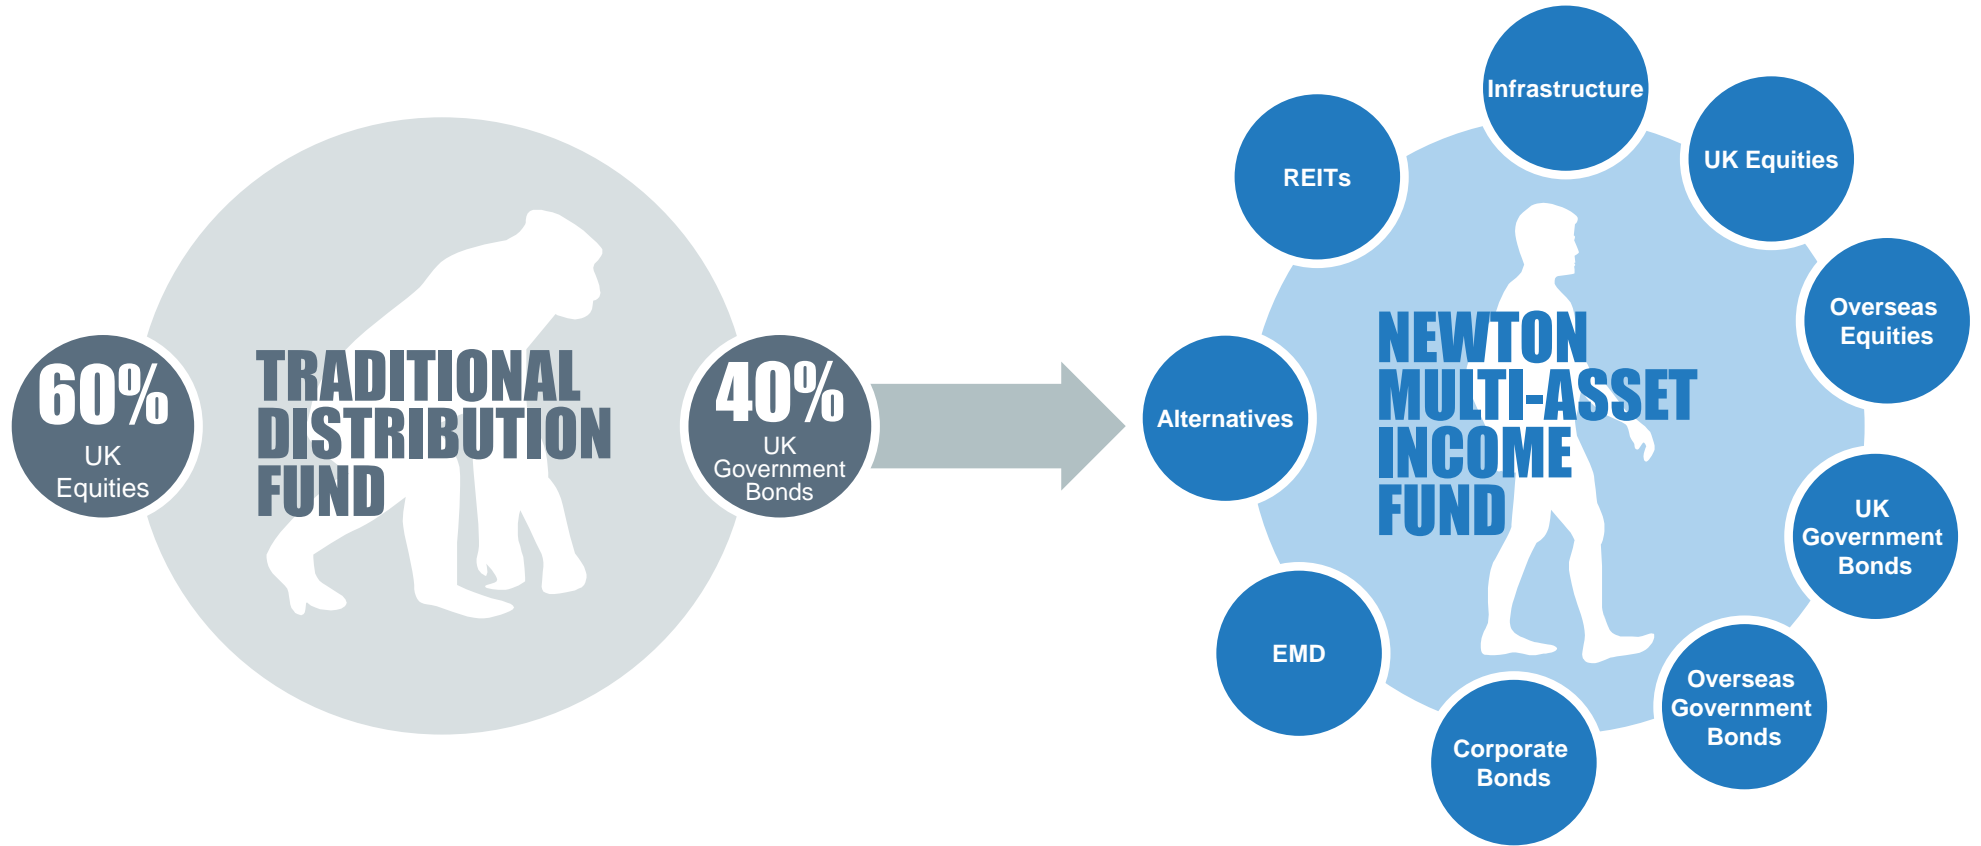 60%
UK
Equities
TRADITIONAL
DISTRIBUTION
FUND
40%
UK
Government
Bonds
NEWTON
MULTI-ASSET
INCOME
FUND
Infrastructure
UK Equities
Overseas
Equities
UK
Government
Bonds
Overseas
Government
Bonds
Corporate
Bonds
EMD
Alternatives
REITs